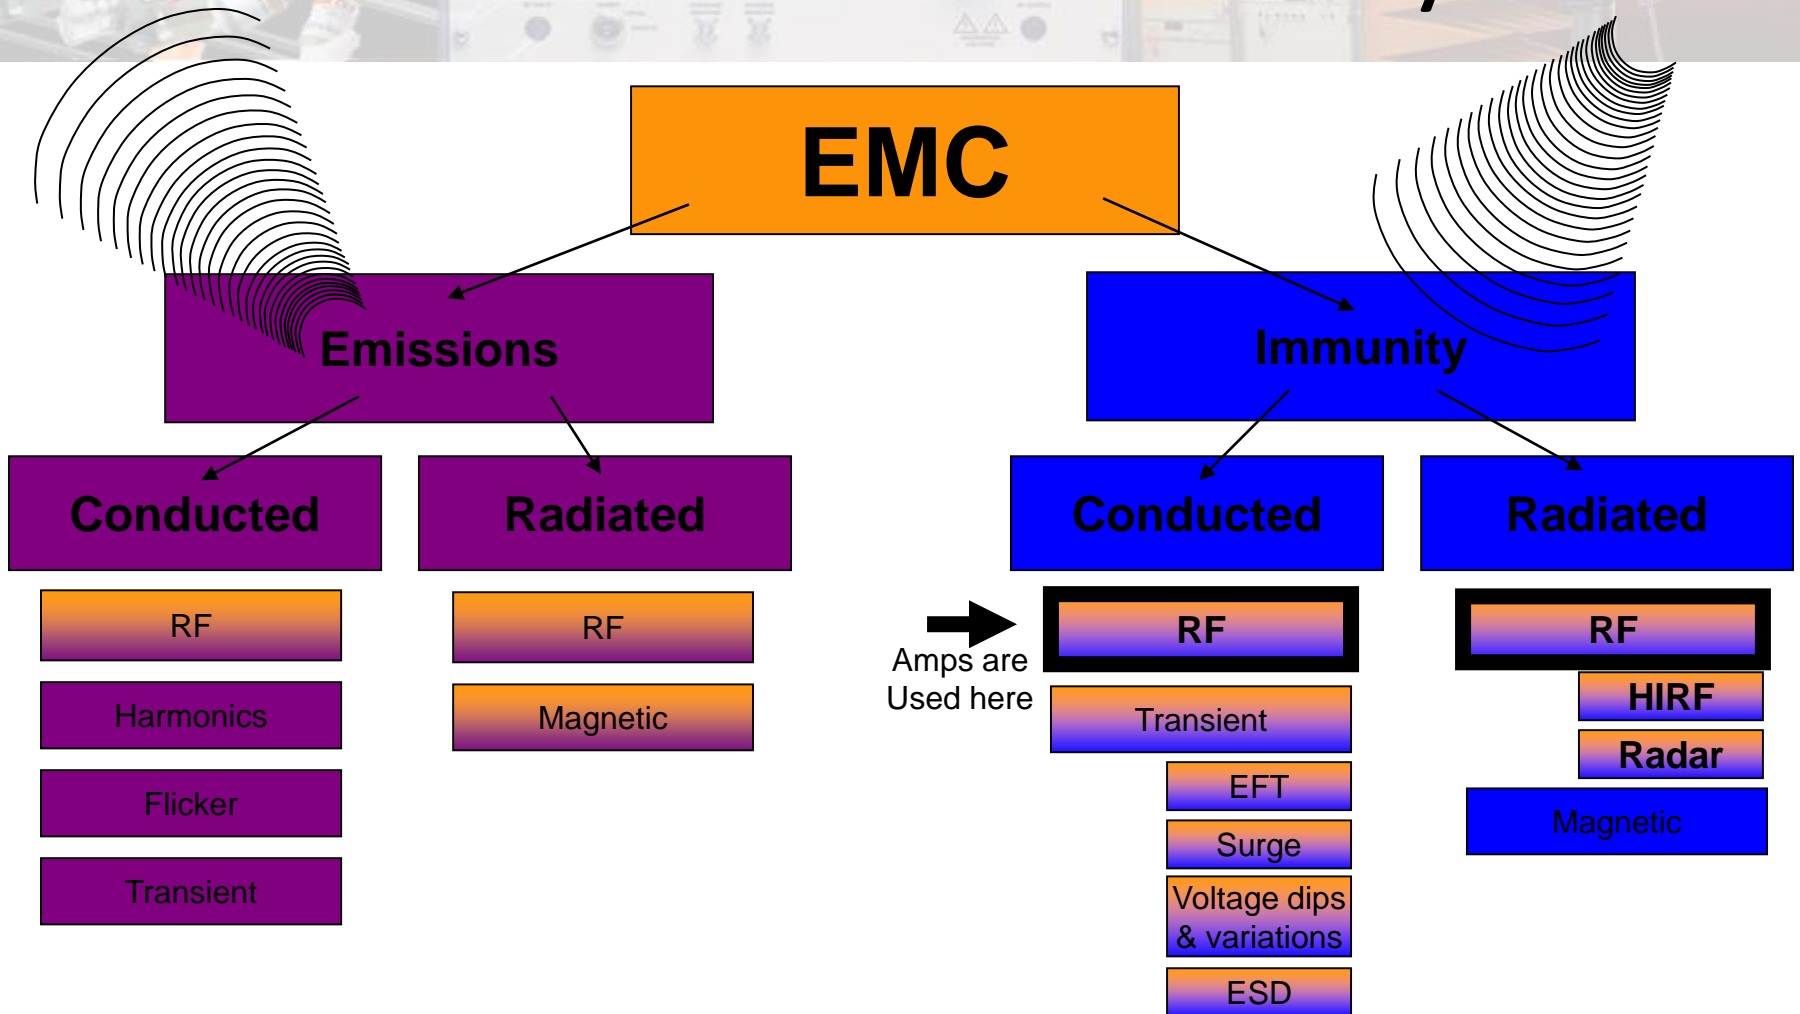 EMC
Emissions
Immunity
Conducted
Radiated
Conducted
Radiated
RF
Harmonics
Flicker
Transient
RF
Magnetic
Amps are
Used here
RF
Transient
EFT
Surge
Voltage dips
& variations
ESD
RF
HIRF
Radar
Magnetic